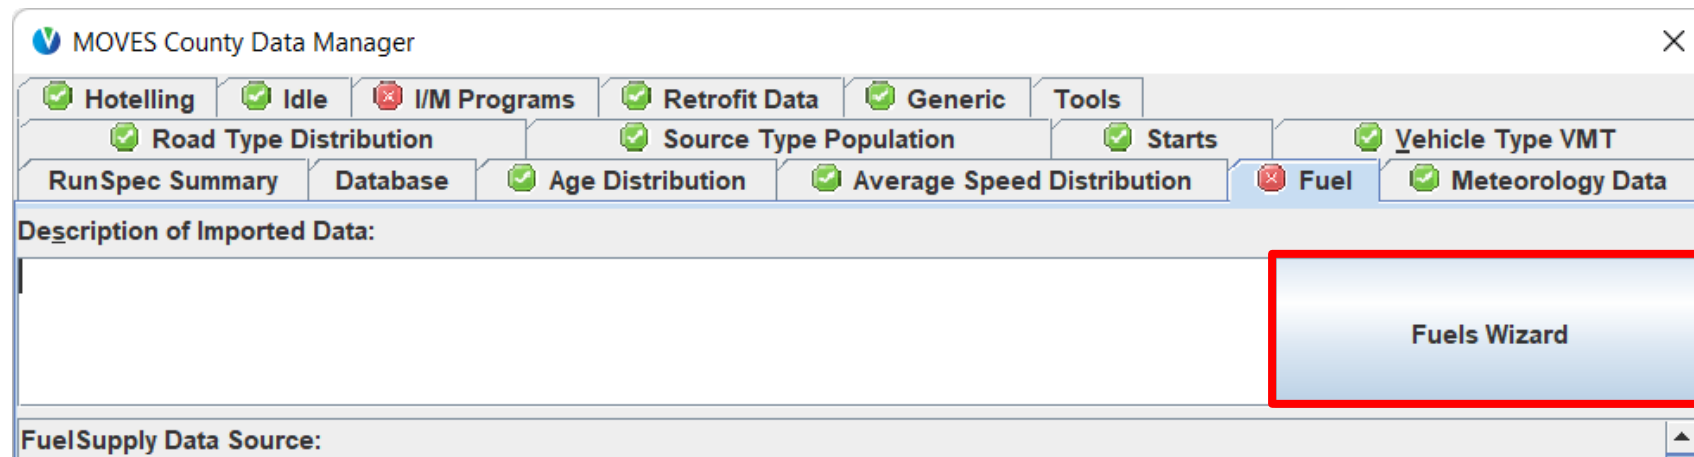 MOVES County Data Manager
Hotelling Idle I/M Programs Retrofit Data Generic Tools
Road Type Distribution Source Type Population Starts Vehicle Type VMT
RunSpec Summary Database Age Distribution Average Speed Distribution Fuel Meteorology Data
Description of Imported Data:
Fuels Wizard
FuelSupply Data Source: